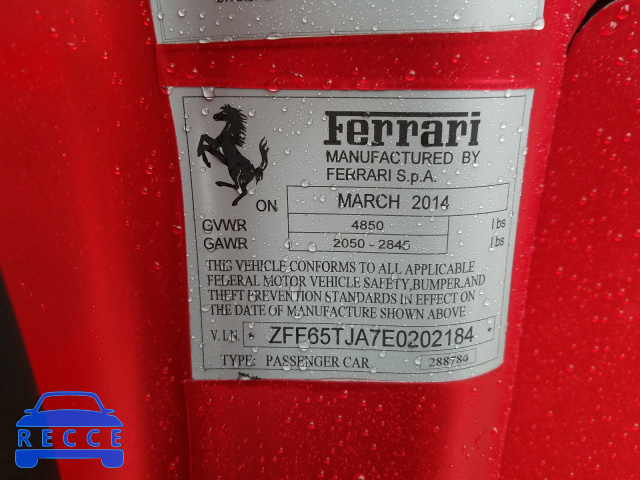 Ferrari
MANUFACTURED BY
FERRARI S.p.A.
ON MARCH 2014
GVWR 4850 lbs
GAWR 2050 - 2845 lbs
THIS VEHICLE CONFORMS TO ALL APPLICABLE
FEDERAL MOTOR VEHICLE SAFETY, BUMPER, AND
THEFT PREVENTION STANDARDS IN EFFECT ON
THE DATE OF MANUFACTURE SHOWN ABOVE
V.I.N. * ZFF65TJA7E0202184 *
TYPE: PASSENGER CAR 288784
RECCE